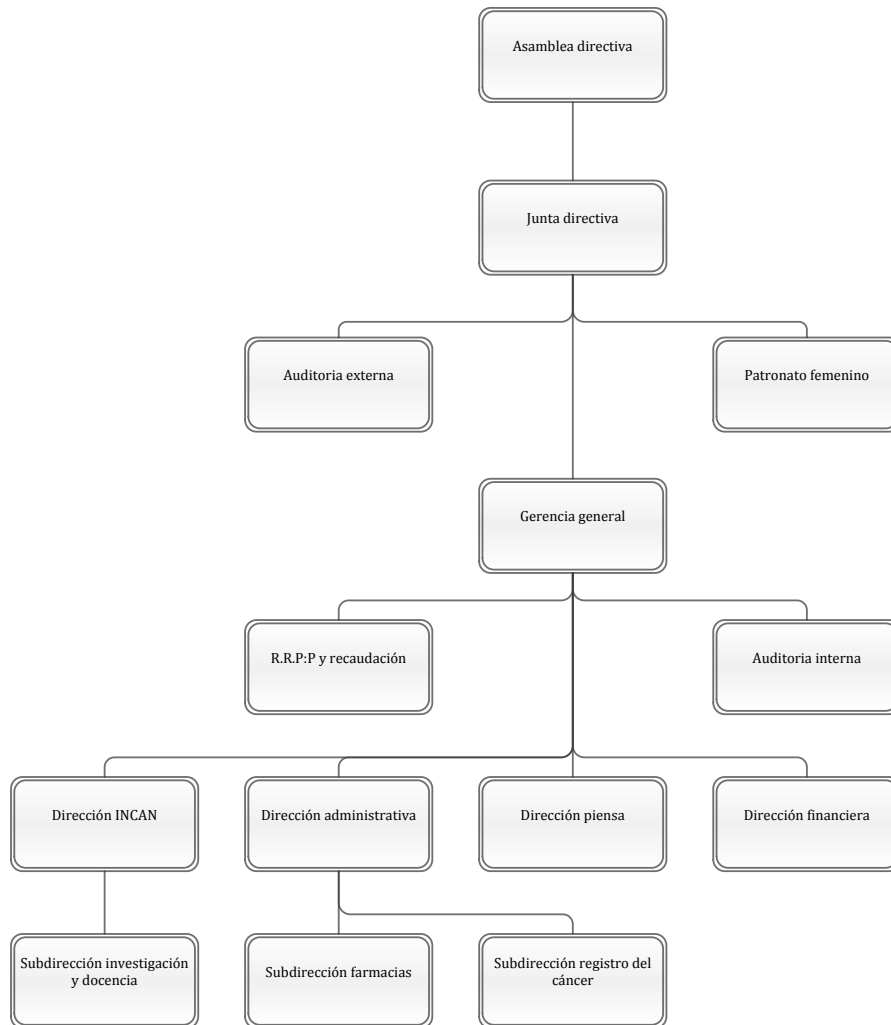 Asamblea directiva
Junta directiva
Auditoria externa
Patronato femenino
Gerencia general
R.R.P:P y recaudación
Auditoria interna
Dirección INCAN
Dirección administrativa
Dirección piensa
Dirección financiera
Subdirección investigación
y docencia
Subdirección farmacias
Subdirección registro del
cáncer